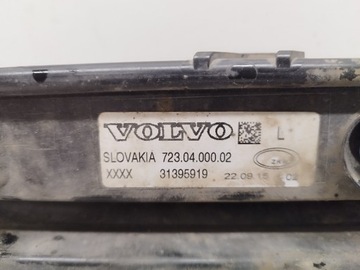 VOLVO L
SLOVAKIA 723.04.000.02
XXXX 31395919 22.09.15